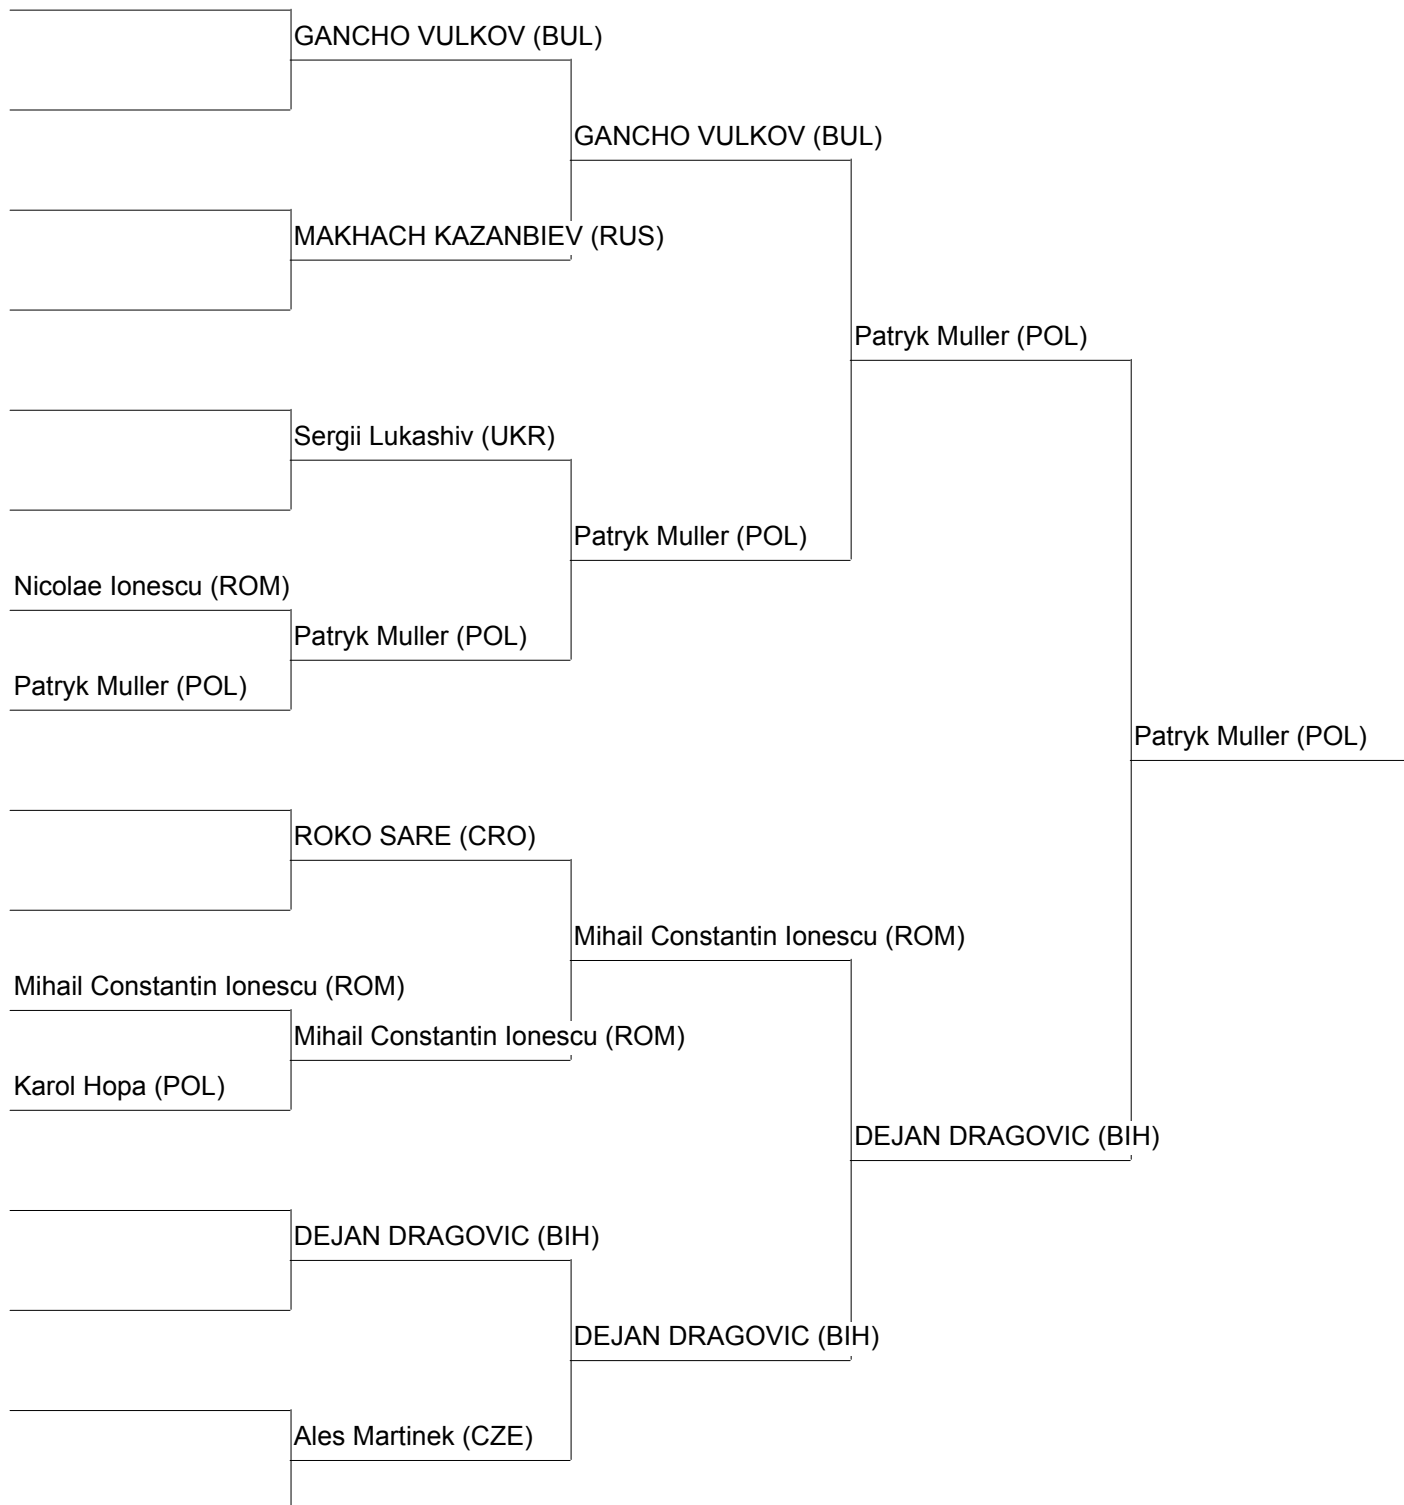 GANCHO VULKOV (BUL)
GANCHO VULKOV (BUL)
MAKHACH KAZANBIEV (RUS)
Patryk Muller (POL)
Sergii Lukashiv (UKR)
Patryk Muller (POL)
Nicolae Ionescu (ROM)
Patryk Muller (POL)
Patryk Muller (POL)
Patryk Muller (POL)
ROKO SARE (CRO)
Mihail Constantin Ionescu (ROM)
Mihail Constantin Ionescu (ROM)
Mihail Constantin Ionescu (ROM)
Karol Hopa (POL)
DEJAN DRAGOVIC (BIH)
DEJAN DRAGOVIC (BIH)
DEJAN DRAGOVIC (BIH)
Ales Martinek (CZE)